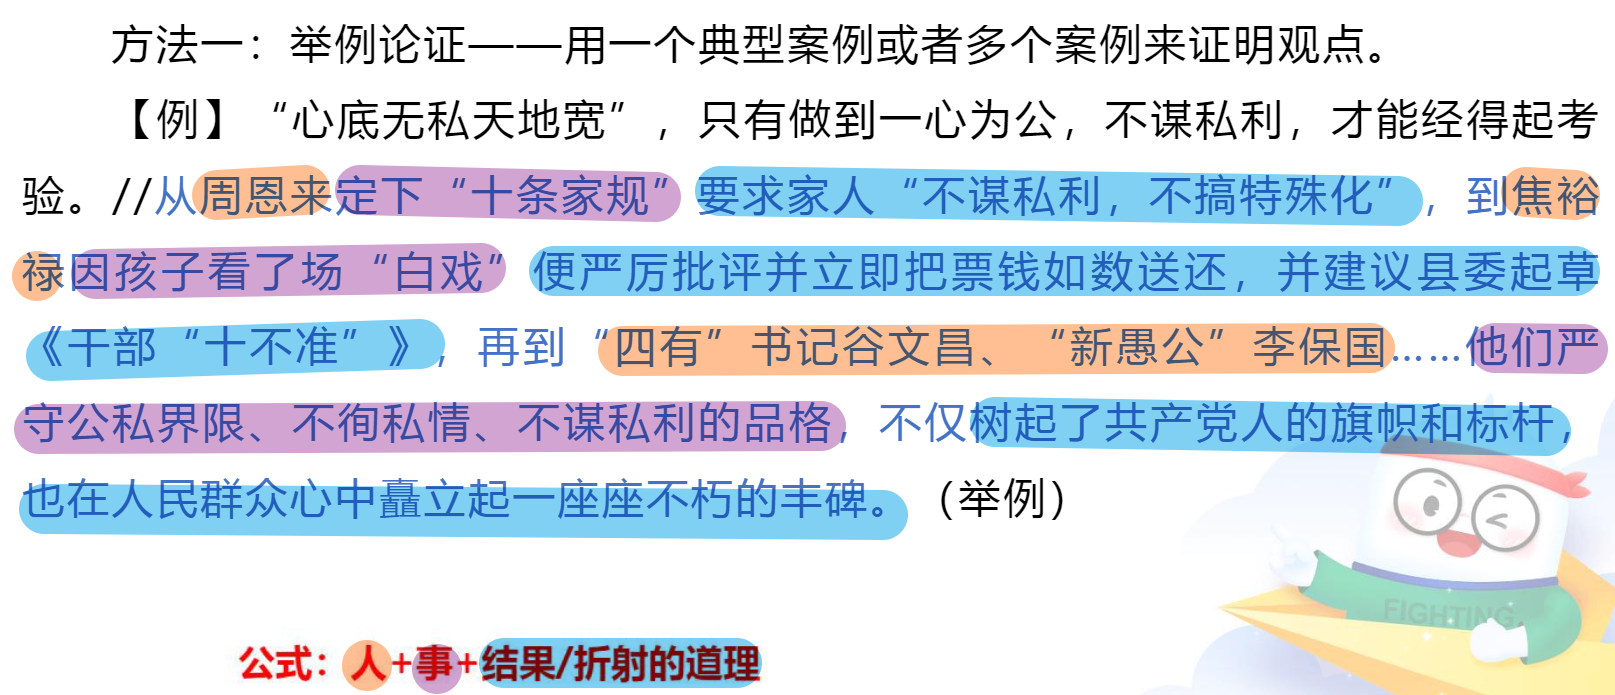 方法一：举例论证——用一个典型案例或者多个案例来证明观点。
【例】“心底无私天地宽”，只有做到一心为公，不谋私利，才能经得起考
验。//从周恩来定下“十条家规”要求家人“不谋私利，不搞特殊化”，到焦裕
禄因孩子看了场“白戏”便严厉批评并立即把票钱如数送还，并建议县委起草
《干部“十不准”》，再到“四有”书记谷文昌、“新愚公”李保国……他们严
守公私界限、不徇私情、不谋私利的品格，不仅树起了共产党人的旗帜和标杆，
也在人民群众心中矗立起一座座不朽的丰碑。（举例）
FIGHTING.
公式：人+事+结果/折射的道理